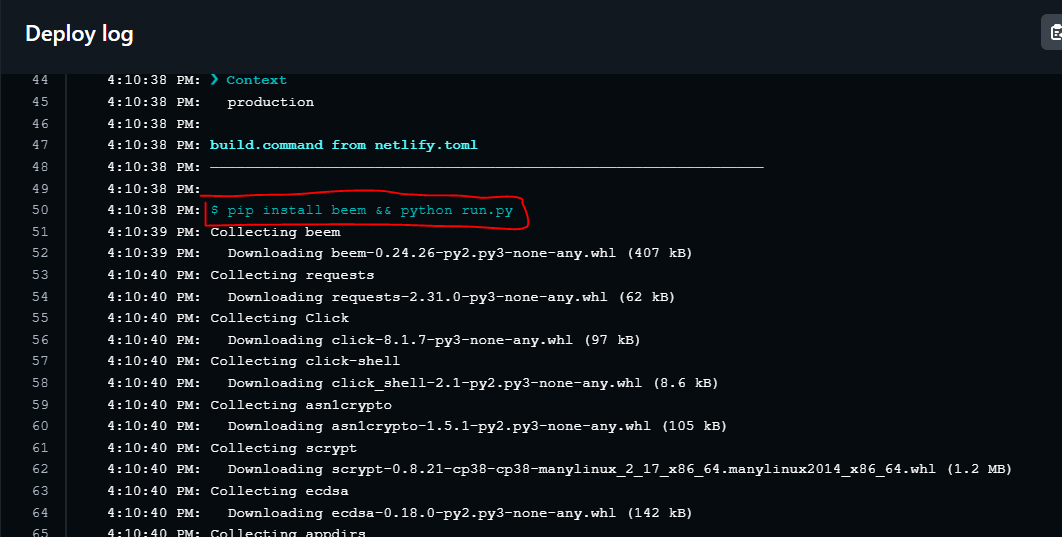 Deploy log
44 4:10:38 PM: ❯ Context
45 4:10:38 PM: production
46 4:10:38 PM:
47 4:10:38 PM: build.command from netlify.toml
48 4:10:38 PM: ────────────────────────────────────────────────────────────────
49 4:10:38 PM:
50 4:10:38 PM: $ pip install beem && python run.py
51 4:10:39 PM: Collecting beem
52 4:10:39 PM: Downloading beem-0.24.26-py2.py3-none-any.whl (407 kB)
53 4:10:40 PM: Collecting requests
54 4:10:40 PM: Downloading requests-2.31.0-py3-none-any.whl (62 kB)
55 4:10:40 PM: Collecting Click
56 4:10:40 PM: Downloading click-8.1.7-py3-none-any.whl (97 kB)
57 4:10:40 PM: Collecting click-shell
58 4:10:40 PM: Downloading click_shell-2.1-py2.py3-none-any.whl (8.6 kB)
59 4:10:40 PM: Collecting asn1crypto
60 4:10:40 PM: Downloading asn1crypto-1.5.1-py2.py3-none-any.whl (105 kB)
61 4:10:40 PM: Collecting scrypt
62 4:10:40 PM: Downloading scrypt-0.8.21-cp38-cp38-manylinux_2_17_x86_64.manylinux2014_x86_64.whl (1.2 MB)
63 4:10:40 PM: Collecting ecdsa
64 4:10:40 PM: Downloading ecdsa-0.18.0-py2.py3-none-any.whl (142 kB)
65 4:10:40 PM: Collecting appdirs